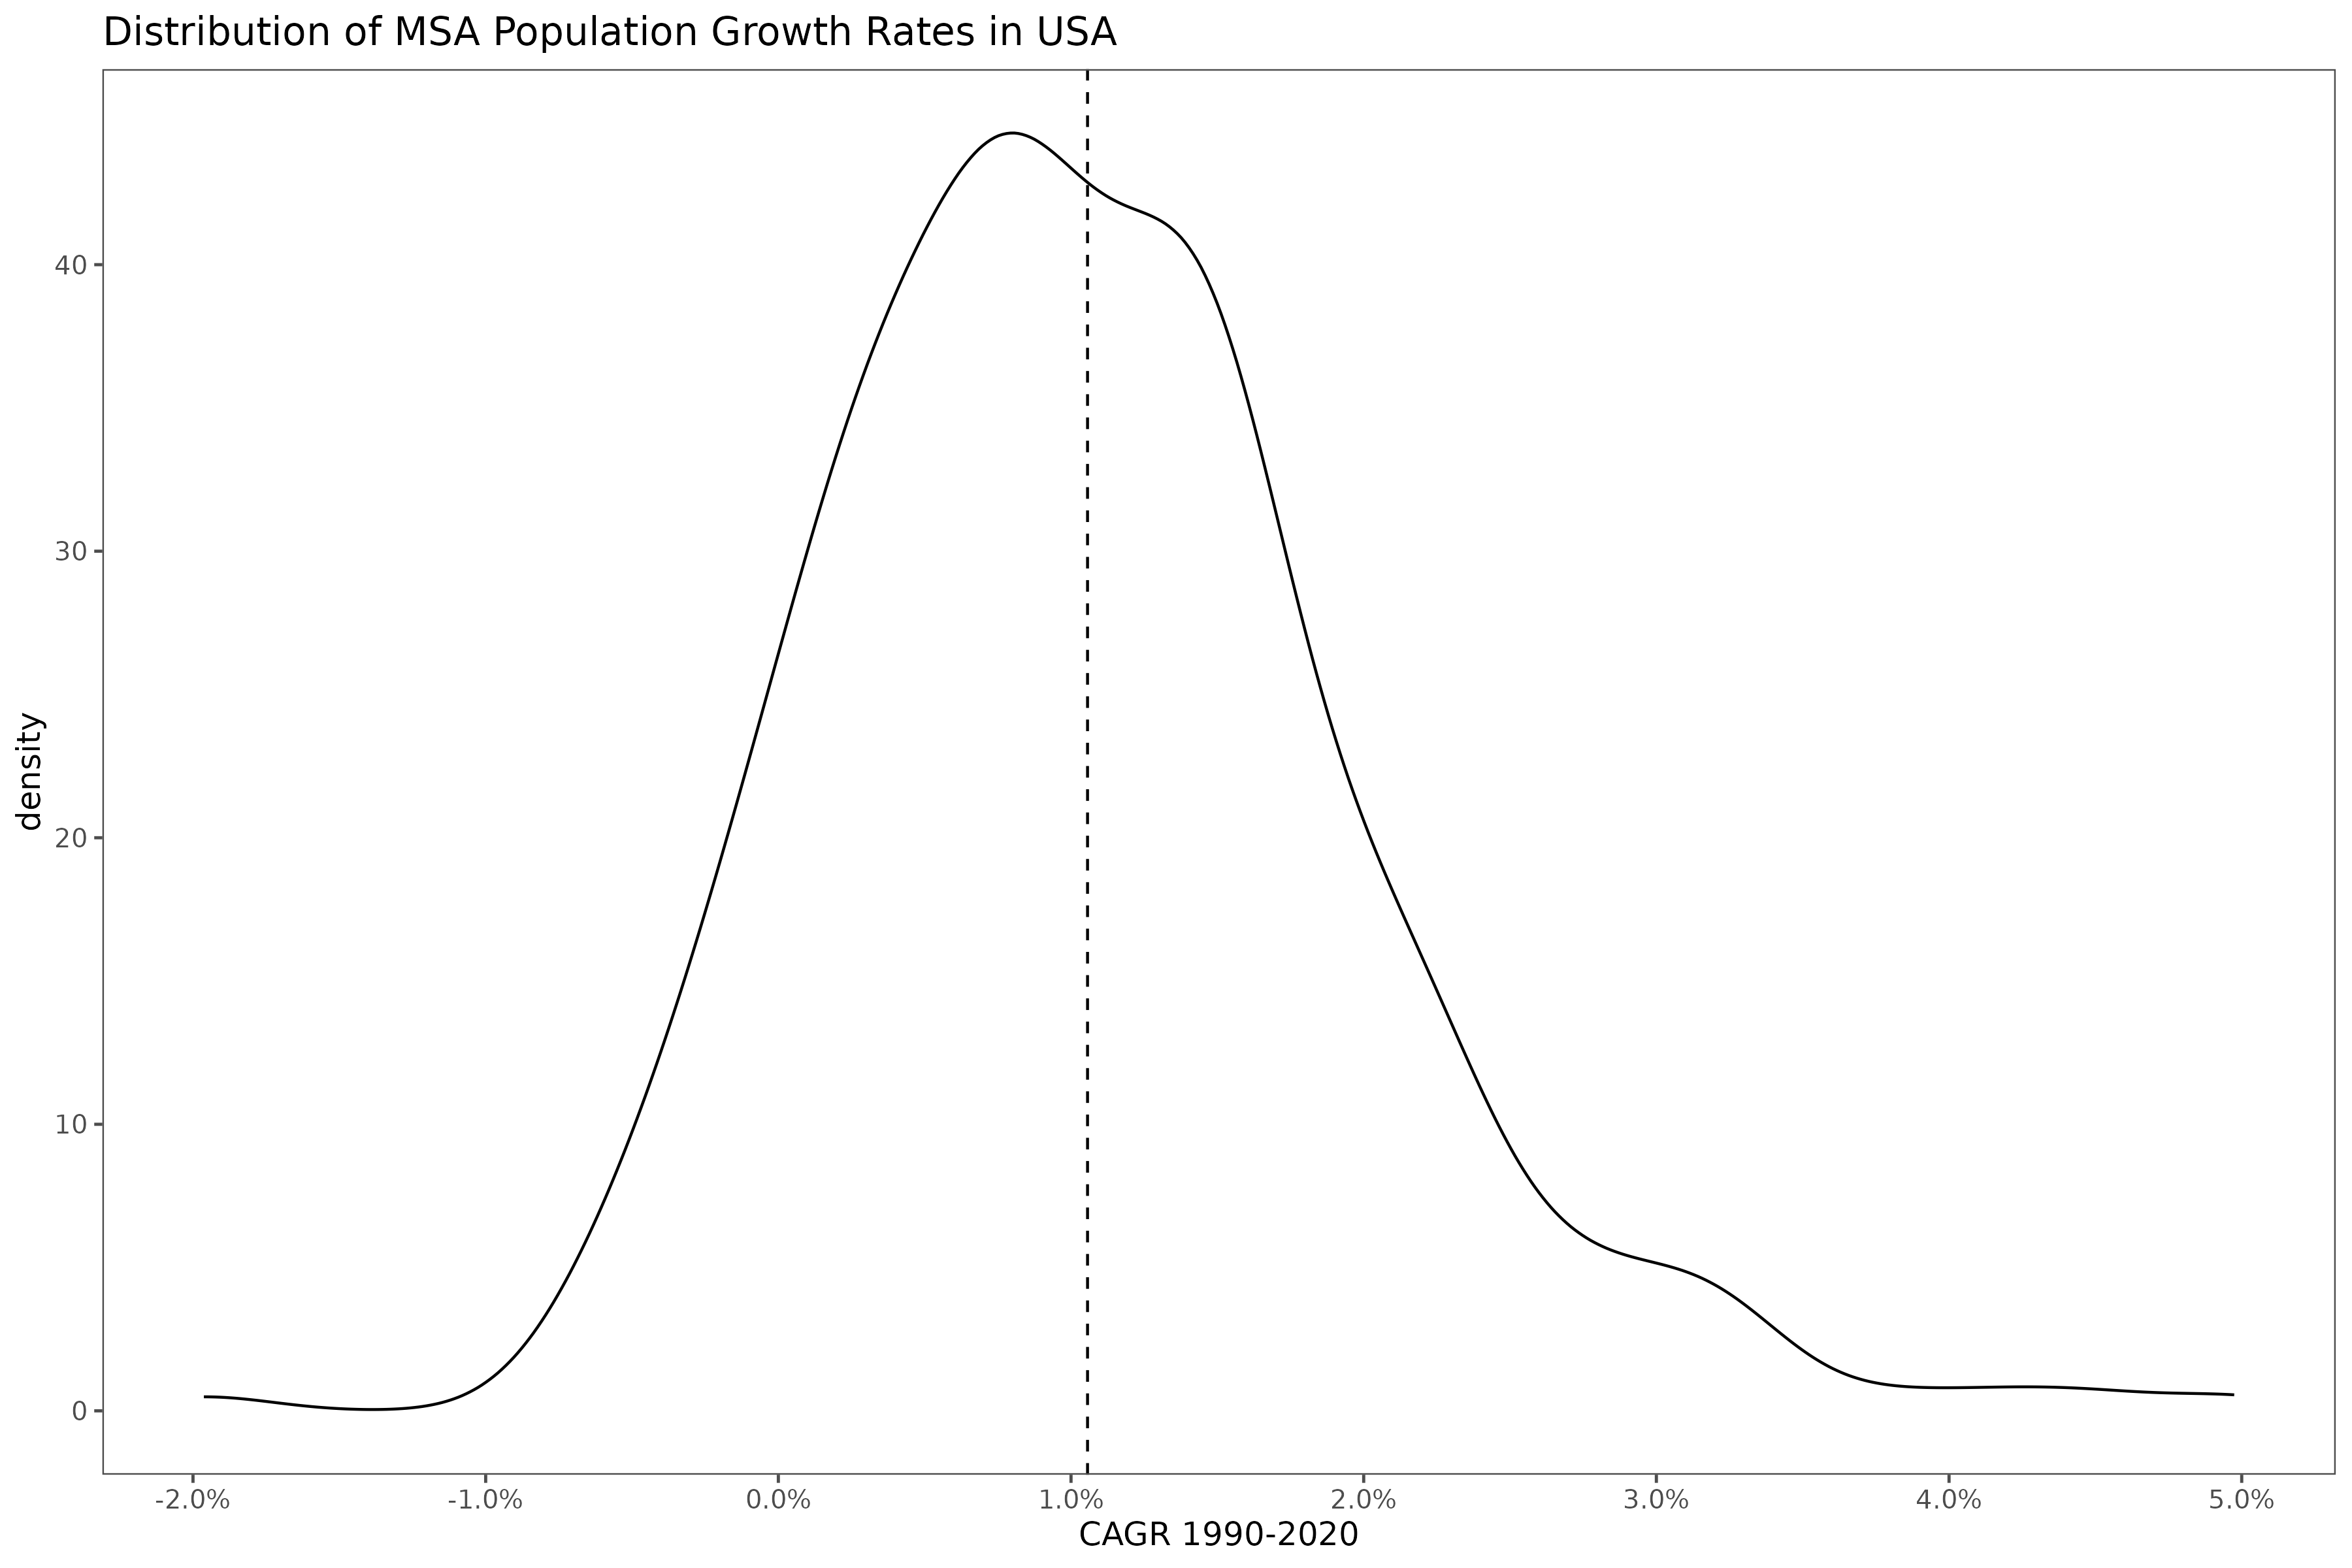 Distribution of MSA Population Growth Rates in USA
density
40
30
20
10
0
-2.0% -1.0% 0.0% 1.0% 2.0% 3.0% 4.0% 5.0%
CAGR 1990-2020